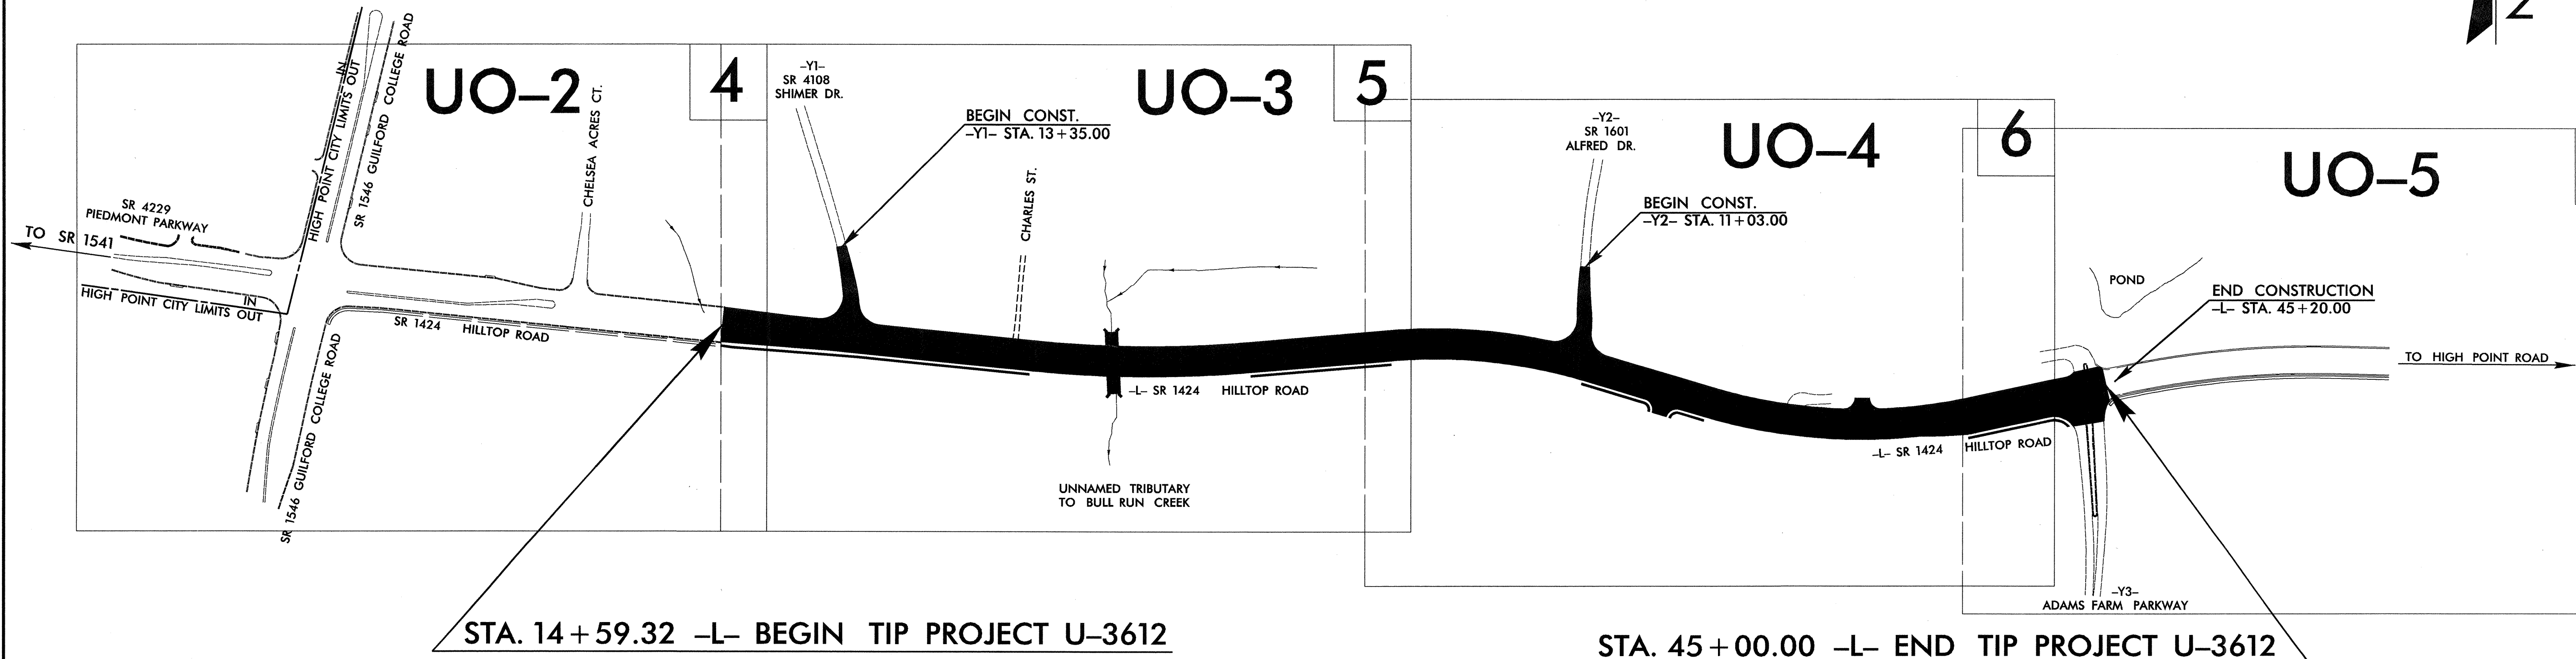 UO–2
4
UO–3
5
UO–4
6
UO–5
Z
HIGH POINT CITY LIMITS OUT
IN
SR 1546 GUILFORD COLLEGE ROAD
CHELSEA ACRES CT.
–Y1–
SR 4108
SHIMER DR.
BEGIN CONST.
–Y1– STA. 13+35.00
CHARLES ST.
–Y2–
SR 1601
ALFRED DR.
BEGIN CONST.
–Y2– STA. 11+03.00
POND
END CONSTRUCTION
–L– STA. 45+20.00
TO HIGH POINT ROAD
SR 4229
PIEDMONT PARKWAY
TO SR 1541
IN
HIGH POINT CITY LIMITS OUT
SR 1424 HILLTOP ROAD
SR 1546 GUILFORD COLLEGE ROAD
–L– SR 1424 HILLTOP ROAD
–L– SR 1424 HILLTOP ROAD
UNNAMED TRIBUTARY
TO BULL RUN CREEK
–Y3–
ADAMS FARM PARKWAY
STA. 14+59.32 –L– BEGIN TIP PROJECT U–3612
STA. 45+00.00 –L– END TIP PROJECT U–3612